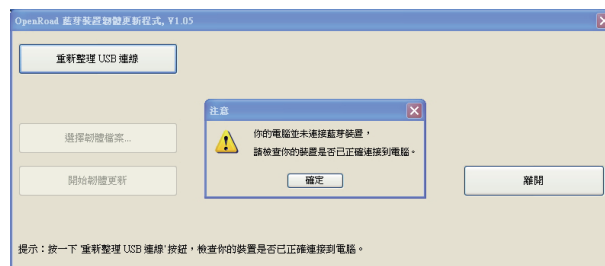 OpenRoad 藍芽裝置韌體更新程式, V1.05
重新整理 USB 連線
注意
你的電腦並未連接藍芽裝置，
請檢查你的裝置是否已正確連接到電腦。
確定
選擇韌體檔案...
開始韌體更新
離開
提示：按一下 '重新整理 USB 連線' 按鈕，檢查你的裝置是否已正確連接到電腦。